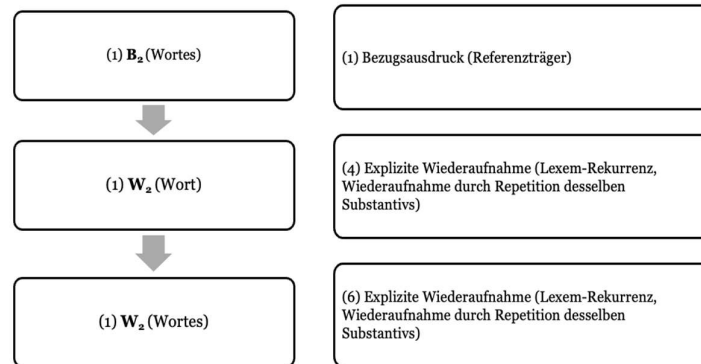 (1) B₂ (Wortes)
(1) Bezugsausdruck (Referenzträger)
(1) W₂ (Wort)
(4) Explizite Wiederaufnahme (Lexem-Rekurrenz,
Wiederaufnahme durch Repetition desselben
Substantivs)
(1) W₂ (Wortes)
(6) Explizite Wiederaufnahme (Lexem-Rekurrenz,
Wiederaufnahme durch Repetition desselben
Substantivs)